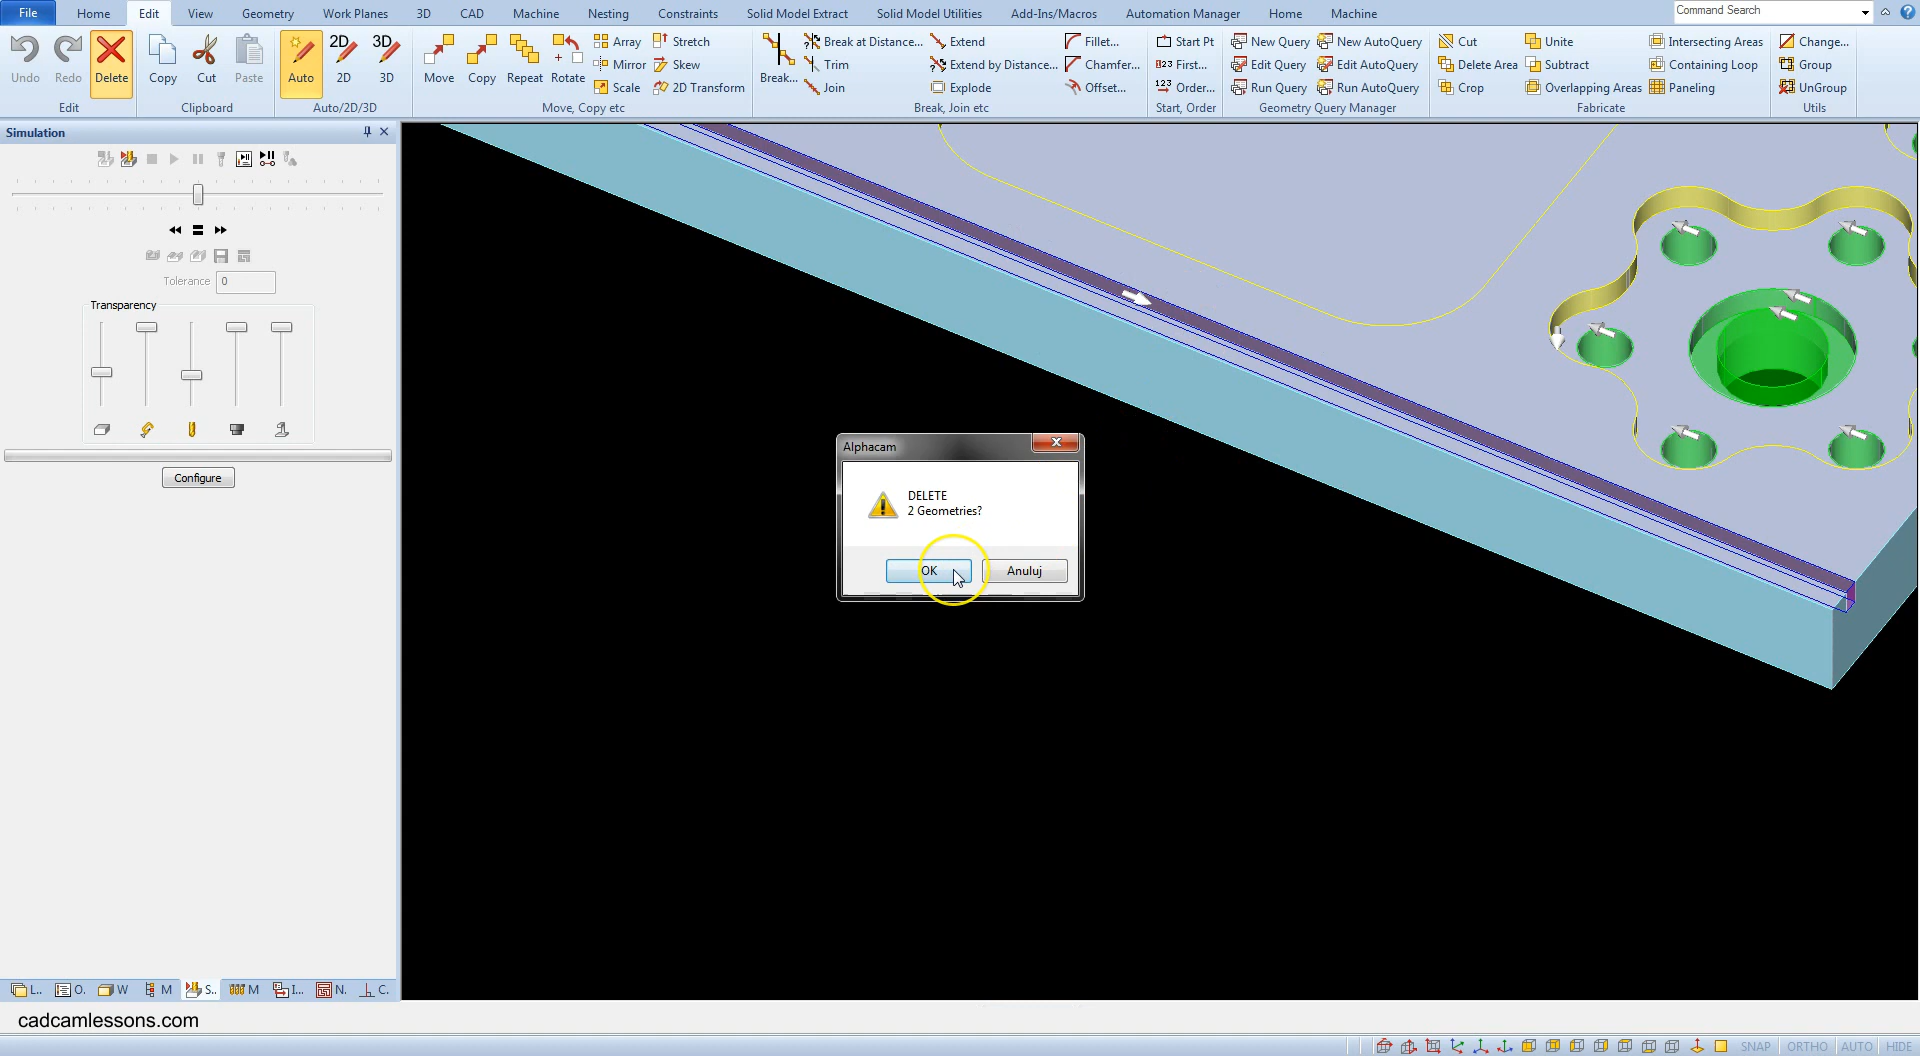 File Home Edit View Geometry Work Planes 3D CAD Machine Nesting Constraints Solid Model Extract Solid Model Utilities Add-Ins/Macros Automation Manager Home Machine Command Search
Undo Redo Delete
Edit
Copy Cut Paste
Clipboard
Auto 2D 3D
2D 3D
Auto/2D/3D
Move Copy Repeat Rotate
Array Stretch
Mirror Skew
Scale 2D Transform
Move, Copy etc
Break...
Break at Distance... Extend Fillet...
Trim Extend by Distance... Chamfer...
Join Explode Offset...
Break, Join etc
Start Pt
123 First...
123 Order...
Start, Order
New Query New AutoQuery
Edit Query Edit AutoQuery
Run Query Run AutoQuery
Geometry Query Manager
Cut Unite Intersecting Areas
Delete Area Subtract Containing Loop
Crop Overlapping Areas Paneling
Fabricate
Change...
Group
UnGroup
Utils
Simulation
Tolerance 0
Transparency
Configure
Alphacam
DELETE
2 Geometries?
OK Anuluj
L.. O. W M S.. M I... N. C.
cadcamlessons.com
SNAP ORTHO AUTO HIDE